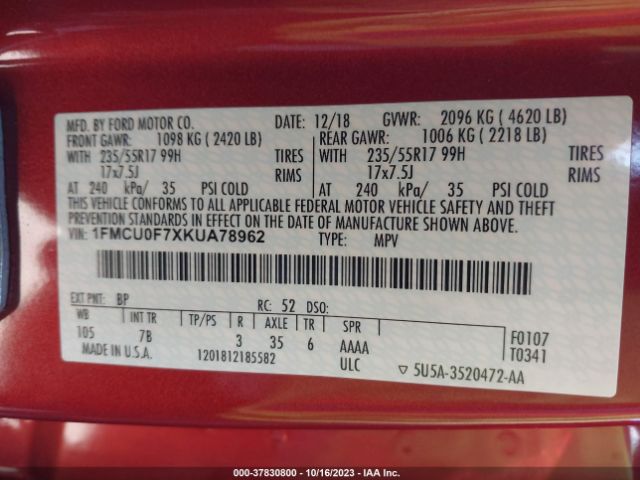 MFD. BY FORD MOTOR CO. DATE: 12/18 GVWR: 2096 KG ( 4620 LB)
FRONT GAWR: 1098 KG ( 2420 LB) REAR GAWR: 1006 KG ( 2218 LB)
WITH 235/55R17 99H TIRES WITH 235/55R17 99H TIRES
17x7.5J RIMS 17x7.5J RIMS
AT 240 kPa/ 35 PSI COLD AT 240 kPa/ 35 PSI COLD
THIS VEHICLE CONFORMS TO ALL APPLICABLE FEDERAL MOTOR VEHICLE SAFETY AND THEFT
PREVENTION STANDARDS IN EFFECT ON THE DATE OF MANUFACTURE SHOWN ABOVE.
VIN: 1FMCU0F7XKUA78962 TYPE: MPV
EXT PNT: BP RC: 52 DSO:
WB INT TR TP/PS R AXLE TR SPR F0107
105 7B 3 35 6 AAAA T0341
MADE IN U.S.A. 1201812185582 ULC ▽ 5U5A-3520472-AA
000-37830800 - 10/16/2023 - IAA Inc.